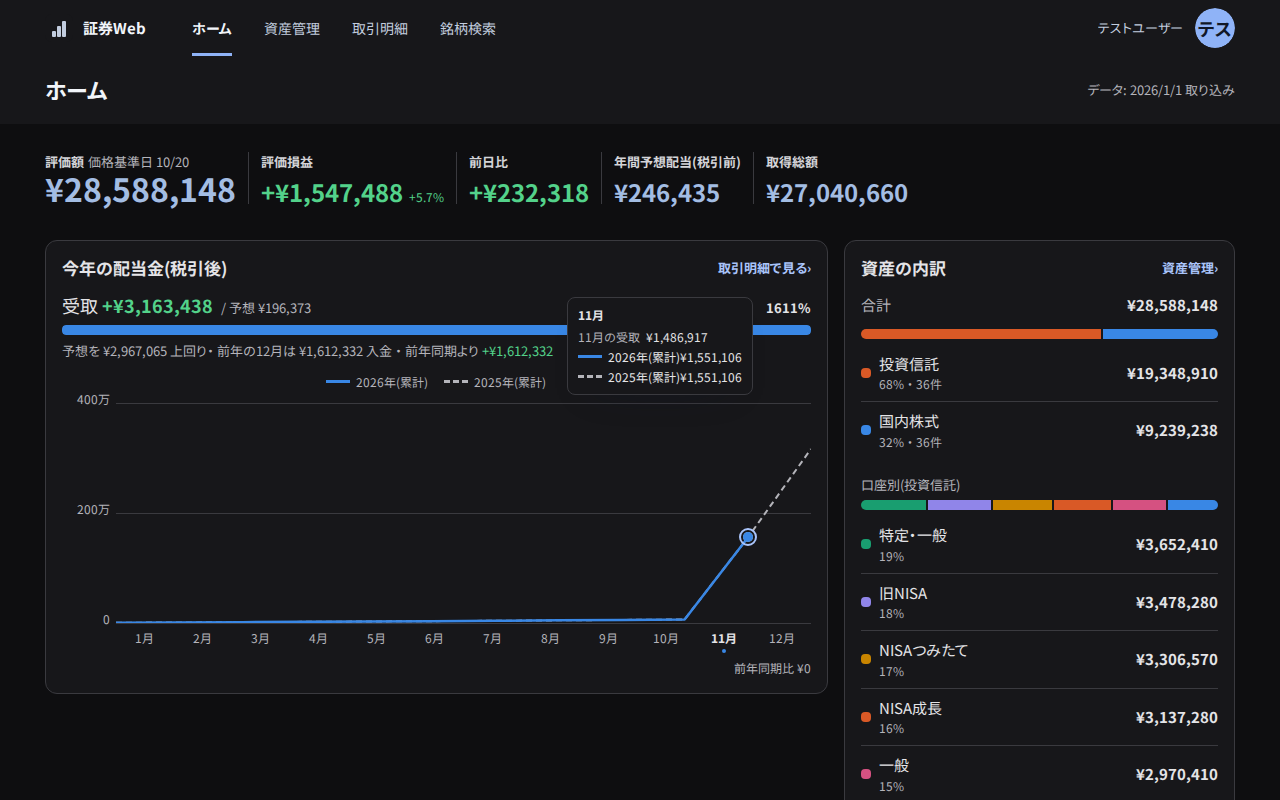 証券Web ホーム 資産管理 取引明細 銘柄検索 テストユーザー テス
ホーム データ: 2026/1/1 取り込み
評価額 価格基準日 10/20
¥28,588,148
評価損益
+¥1,547,488 +5.7%
前日比
+¥232,318
年間予想配当(税引前)
¥246,435
取得総額
¥27,040,660
今年の配当金(税引後) 取引明細で見る›
受取 +¥3,163,438 / 予想 ¥196,373 1611%
予想を ¥2,967,065 上回り・前年の12月は ¥1,612,332 入金・前年同期より +¥1,612,332
11月
11月の受取 ¥1,486,917
2026年(累計)¥1,551,106
2025年(累計)¥1,551,106
2026年(累計) 2025年(累計)
400万
200万
0
1月 2月 3月 4月 5月 6月 7月 8月 9月 10月 11月 12月
前年同期比 ¥0
資産の内訳 資産管理›
合計 ¥28,588,148
投資信託 ¥19,348,910
68%・36件
国内株式 ¥9,239,238
32%・36件
口座別(投資信託)
特定・一般 ¥3,652,410
19%
旧NISA ¥3,478,280
18%
NISAつみたて ¥3,306,570
17%
NISA成長 ¥3,137,280
16%
一般 ¥2,970,410
15%